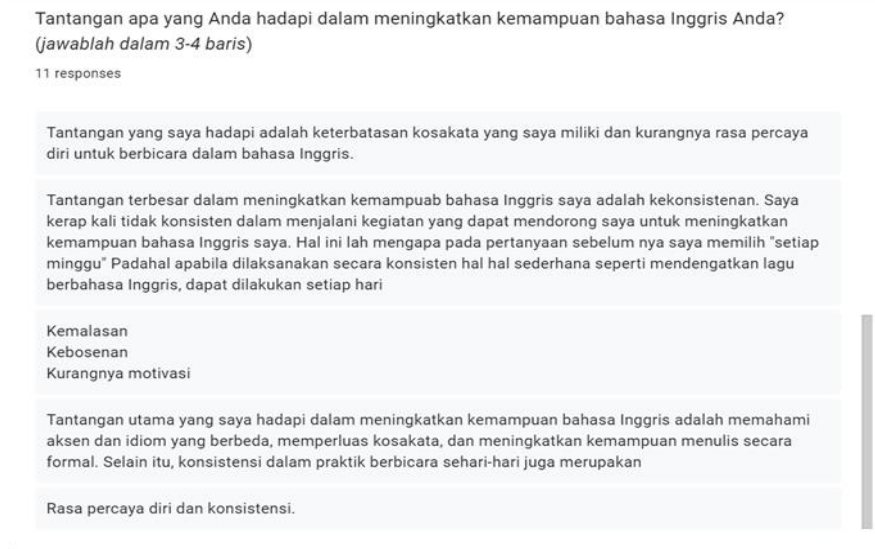 Tantangan apa yang Anda hadapi dalam meningkatkan kemampuan bahasa Inggris Anda?
(jawablah dalam 3-4 baris)
11 responses
Tantangan yang saya hadapi adalah keterbatasan kosakata yang saya miliki dan kurangnya rasa percaya
diri untuk berbicara dalam bahasa Inggris.
Tantangan terbesar dalam meningkatkan kemampuab bahasa Inggris saya adalah kekonsistenan. Saya
kerap kali tidak konsisten dalam menjalani kegiatan yang dapat mendorong saya untuk meningkatkan
kemampuan bahasa Inggris saya. Hal ini lah mengapa pada pertanyaan sebelum nya saya memilih "setiap
minggu" Padahal apabila dilaksanakan secara konsisten hal hal sederhana seperti mendengatkan lagu
berbahasa Inggris, dapat dilakukan setiap hari
Kemalasan
Kebosenan
Kurangnya motivasi
Tantangan utama yang saya hadapi dalam meningkatkan kemampuan bahasa Inggris adalah memahami
aksen dan idiom yang berbeda, memperluas kosakata, dan meningkatkan kemampuan menulis secara
formal. Selain itu, konsistensi dalam praktik berbicara sehari-hari juga merupakan
Rasa percaya diri dan konsistensi.